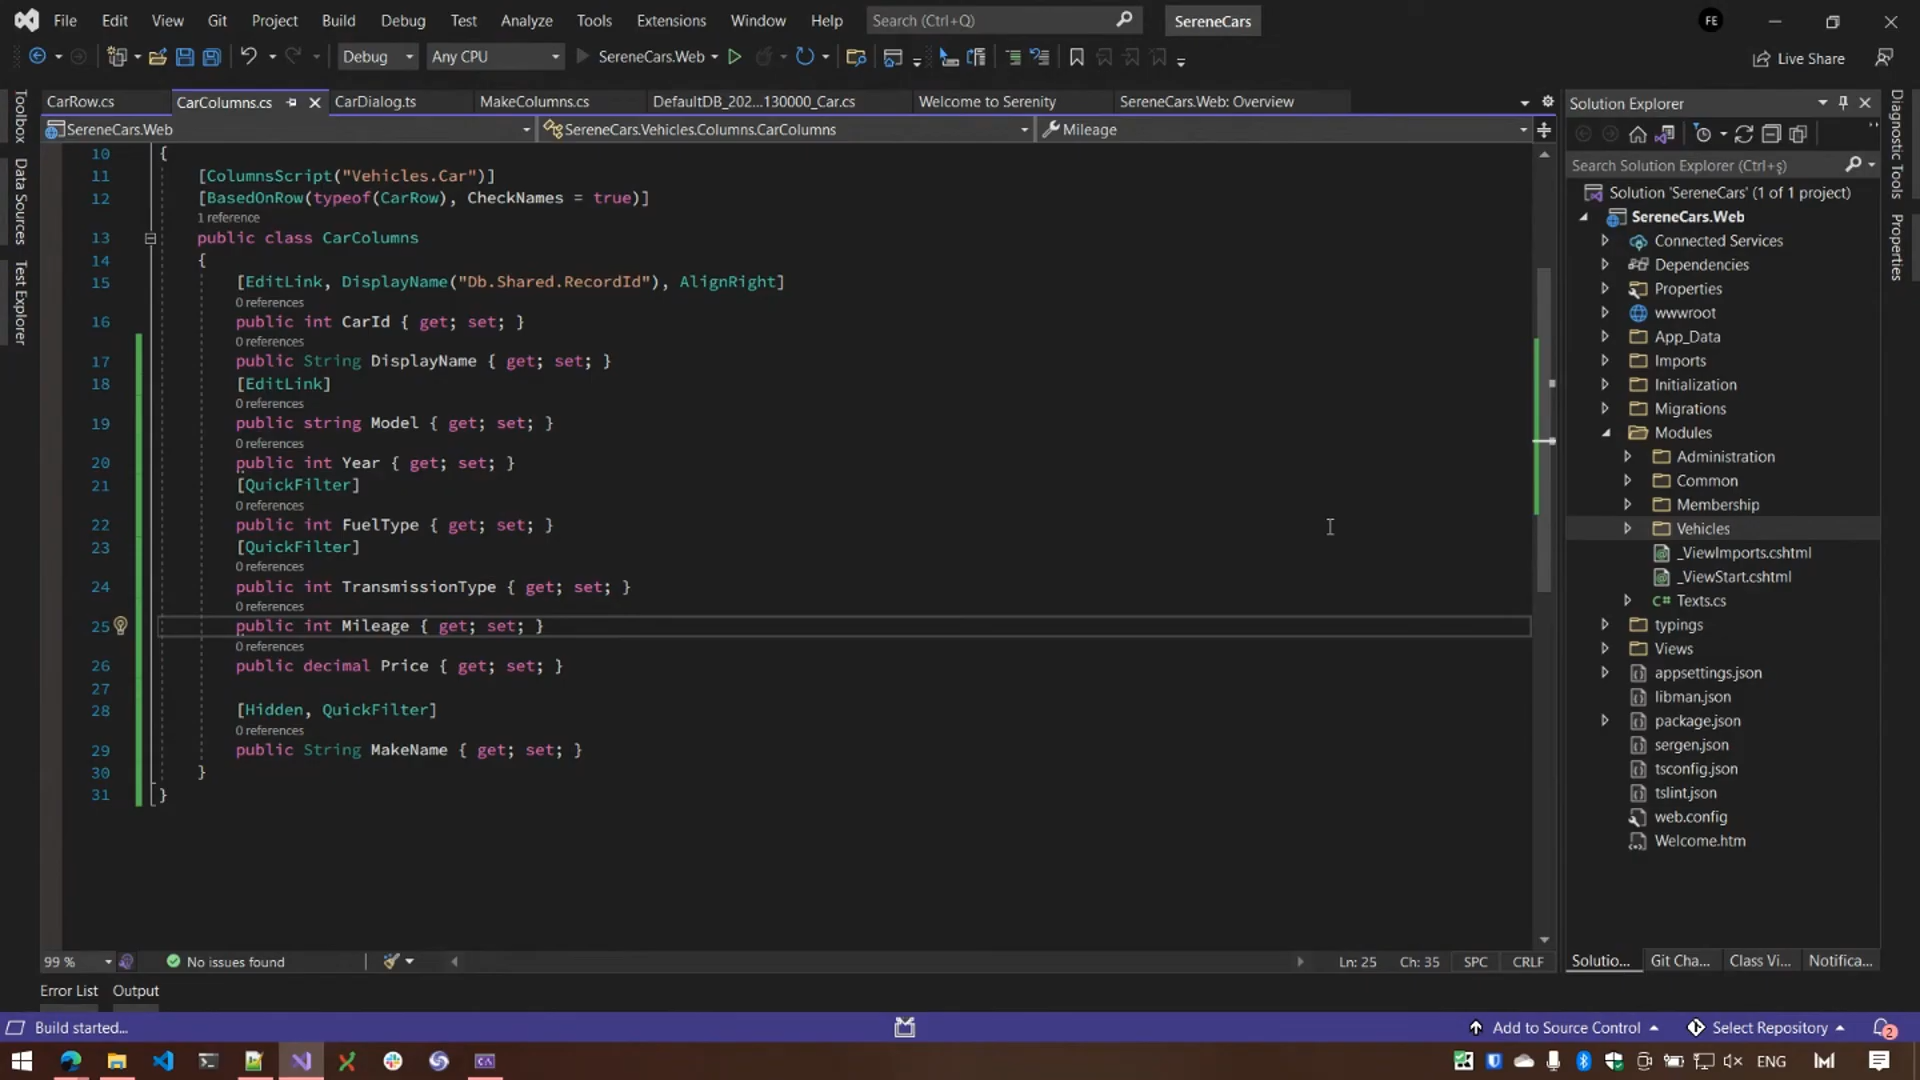 File Edit View Git Project Build Debug Test Analyze Tools Extensions Window Help Search (Ctrl+Q) SereneCars FE
Debug Any CPU SereneCars.Web Live Share
CarRow.cs CarColumns.cs CarDialog.ts MakeColumns.cs DefaultDB_202...130000_Car.cs Welcome to Serenity SereneCars.Web: Overview
SereneCars.Web SereneCars.Vehicles.Columns.CarColumns Mileage
Toolbox
Data Sources
Test Explorer
10 {
11 [ColumnsScript("Vehicles.Car")]
12 [BasedOnRow(typeof(CarRow), CheckNames = true)]
1 reference
13 public class CarColumns
14 {
15 [EditLink, DisplayName("Db.Shared.RecordId"), AlignRight]
0 references
16 public int CarId { get; set; }
0 references
17 public String DisplayName { get; set; }
18 [EditLink]
0 references
19 public string Model { get; set; }
0 references
20 public int Year { get; set; }
21 [QuickFilter]
0 references
22 public int FuelType { get; set; }
23 [QuickFilter]
0 references
24 public int TransmissionType { get; set; }
0 references
25 public int Mileage { get; set; }
0 references
26 public decimal Price { get; set; }
27
28 [Hidden, QuickFilter]
0 references
29 public String MakeName { get; set; }
30 }
31 }
99 % No issues found Ln: 25 Ch: 35 SPC CRLF
Error List Output
Solution Explorer
Search Solution Explorer (Ctrl+ş)
Solution 'SereneCars' (1 of 1 project)
SereneCars.Web
Connected Services
Dependencies
Properties
wwwroot
App_Data
Imports
Initialization
Migrations
Modules
Administration
Common
Membership
Vehicles
_ViewImports.cshtml
_ViewStart.cshtml
C# Texts.cs
typings
Views
appsettings.json
libman.json
package.json
sergen.json
tsconfig.json
tslint.json
web.config
Welcome.htm
Solutio... Git Cha... Class Vi... Notifica...
Diagnostic Tools
Properties
Build started... Add to Source Control Select Repository 2
ENG